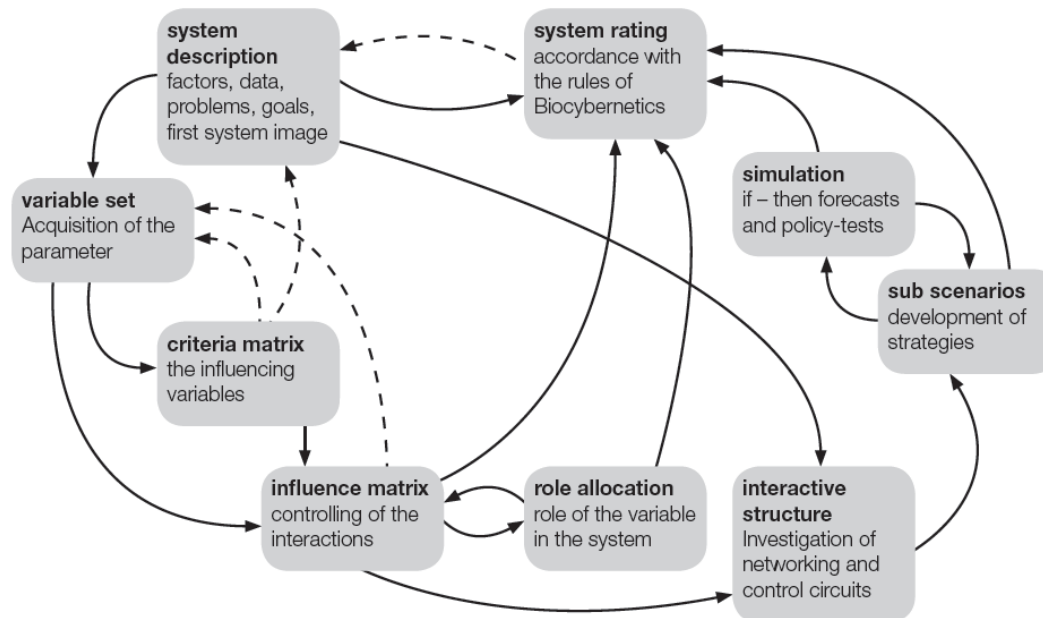 system
description
factors, data,
problems, goals,
first system image
system rating
accordance with
the rules of
Biocybernetics
simulation
if – then forecasts
and policy-tests
variable set
Acquisition of the
parameter
sub scenarios
development of
strategies
criteria matrix
the influencing
variables
influence matrix
controlling of the
interactions
role allocation
role of the variable
in the system
interactive
structure
Investigation of
networking and
control circuits